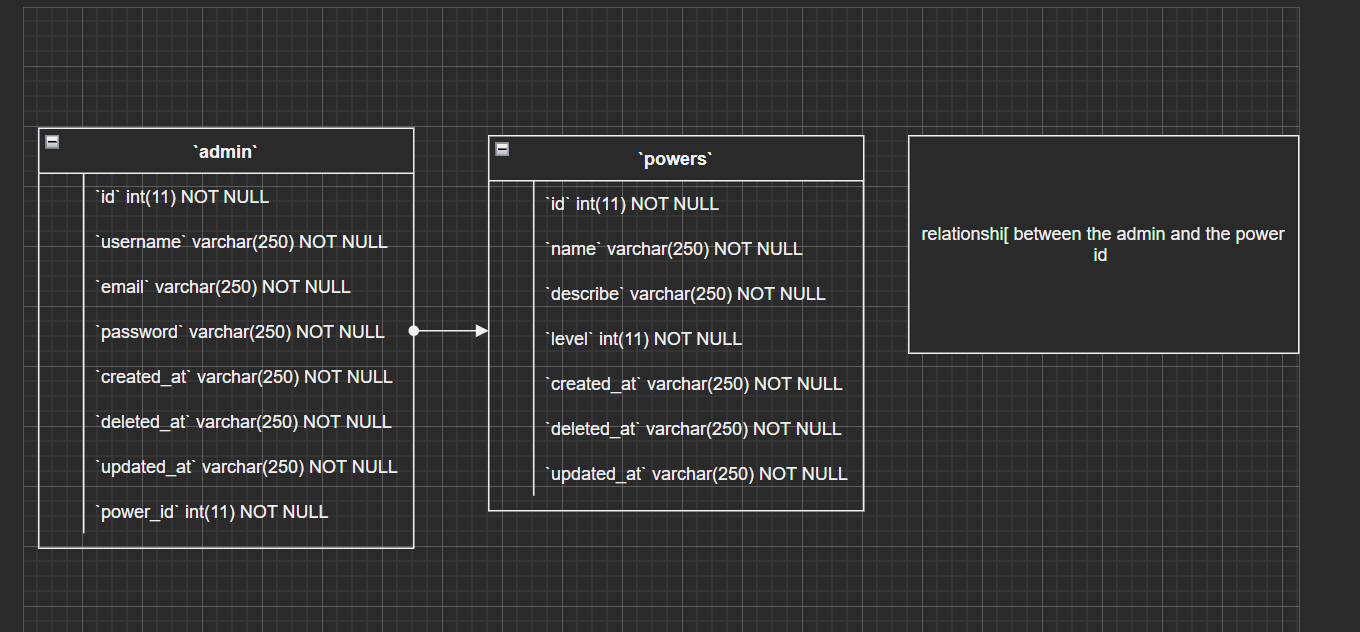 `admin`
`id` int(11) NOT NULL
`username` varchar(250) NOT NULL
`email` varchar(250) NOT NULL
`password` varchar(250) NOT NULL
`created_at` varchar(250) NOT NULL
`deleted_at` varchar(250) NOT NULL
`updated_at` varchar(250) NOT NULL
`power_id` int(11) NOT NULL
`powers`
`id` int(11) NOT NULL
`name` varchar(250) NOT NULL
`describe` varchar(250) NOT NULL
`level` int(11) NOT NULL
`created_at` varchar(250) NOT NULL
`deleted_at` varchar(250) NOT NULL
`updated_at` varchar(250) NOT NULL
relationshi[ between the admin and the power
id